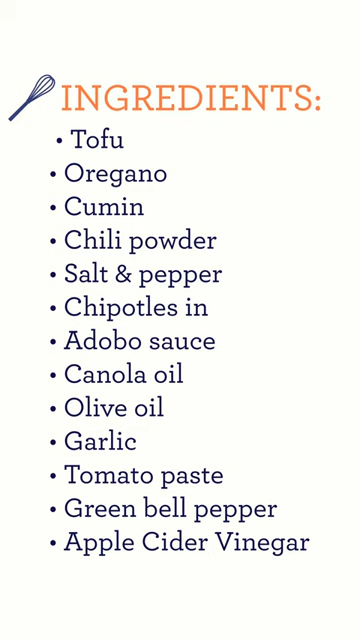 INGREDIENTS:
• Tofu
• Oregano
• Cumin
• Chili powder
• Salt & pepper
• Chipotles in
• Adobo sauce
• Canola oil
• Olive oil
• Garlic
• Tomato paste
• Green bell pepper
• Apple Cider Vinegar